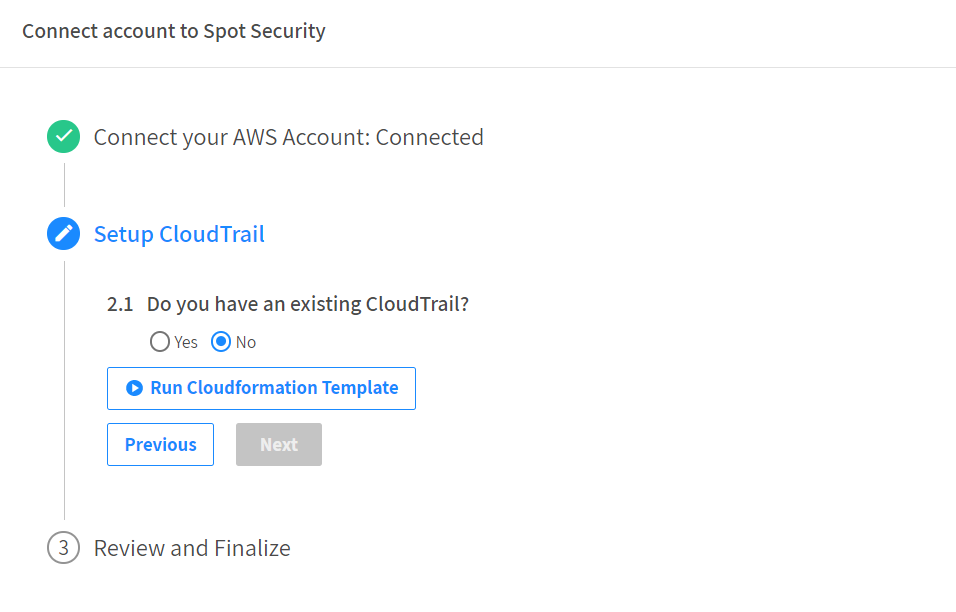 Connect account to Spot Security
Connect your AWS Account: Connected
Setup CloudTrail
2.1 Do you have an existing CloudTrail?
Yes No
Run Cloudformation Template
Previous Next
3 Review and Finalize